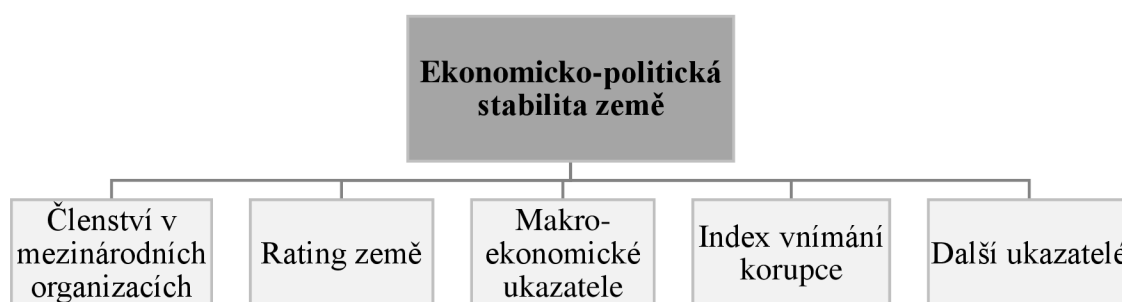 Ekonomicko-politická
stabilita země
Členství v
mezinárodních
organizacích
Rating země
Makro-
ekonomické
ukazatele
Index vnímání
korupce
Další ukazatelé